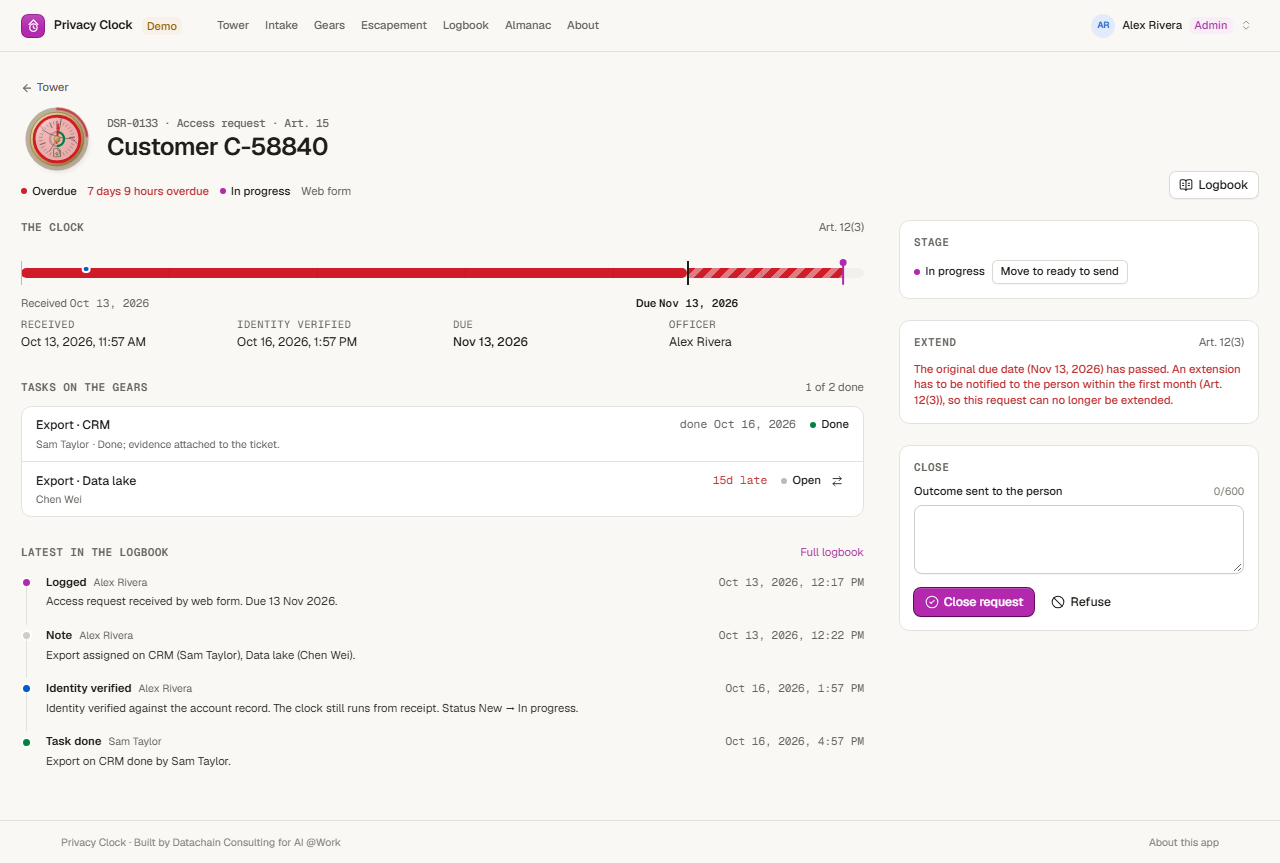 Privacy Clock Demo Tower Intake Gears Escapement Logbook Almanac About AR Alex Rivera Admin
← Tower
DSR-0133 · Access request · Art. 15
Customer C-58840
Overdue 7 days 9 hours overdue In progress Web form
Logbook
THE CLOCK Art. 12(3)
Received Oct 13, 2026 Due Nov 13, 2026
RECEIVED IDENTITY VERIFIED DUE OFFICER
Oct 13, 2026, 11:57 AM Oct 16, 2026, 1:57 PM Nov 13, 2026 Alex Rivera
TASKS ON THE GEARS 1 of 2 done
Export · CRM done Oct 16, 2026 Done
Sam Taylor · Done; evidence attached to the ticket.
Export · Data lake 15d late Open
Chen Wei
LATEST IN THE LOGBOOK Full logbook
Logged Alex Rivera Oct 13, 2026, 12:17 PM
Access request received by web form. Due 13 Nov 2026.
Note Alex Rivera Oct 13, 2026, 12:22 PM
Export assigned on CRM (Sam Taylor), Data lake (Chen Wei).
Identity verified Alex Rivera Oct 16, 2026, 1:57 PM
Identity verified against the account record. The clock still runs from receipt. Status New → In progress.
Task done Sam Taylor Oct 16, 2026, 4:57 PM
Export on CRM done by Sam Taylor.
STAGE
In progress Move to ready to send
EXTEND Art. 12(3)
The original due date (Nov 13, 2026) has passed. An extension
has to be notified to the person within the first month (Art.
12(3)), so this request can no longer be extended.
CLOSE
Outcome sent to the person 0/600
Close request Refuse
Privacy Clock · Built by Datachain Consulting for AI @Work About this app